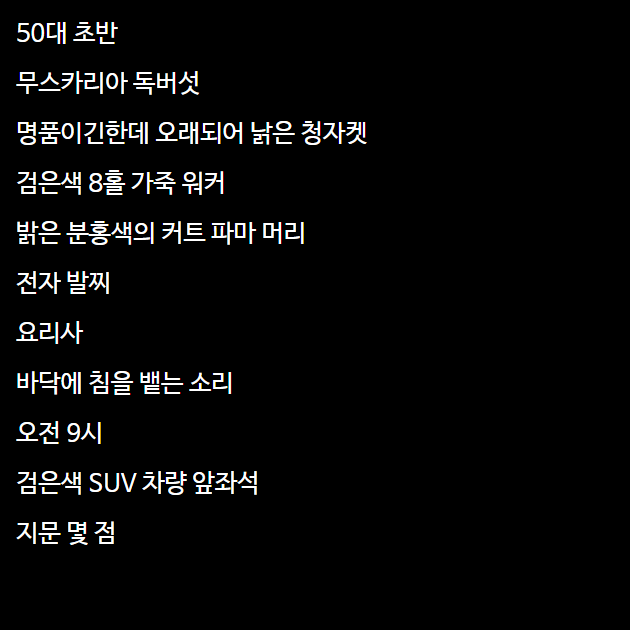 50대 초반
무스카리아 독버섯
명품이긴한데 오래되어 낡은 청자켓
검은색 8홀 가죽 워커
밝은 분홍색의 커트 파마 머리
전자 발찌
요리사
바닥에 침을 뱉는 소리
오전 9시
검은색 SUV 차량 앞좌석
지문 몇 점